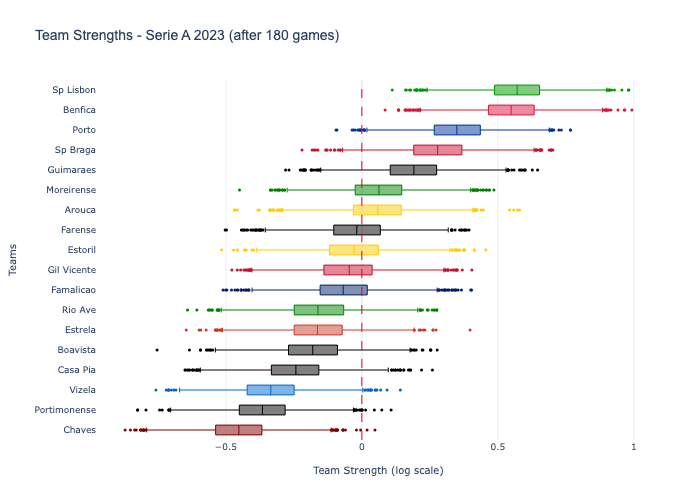 Team Strengths - Serie A 2023 (after 180 games)
Sp Lisbon
Benfica
Porto
Sp Braga
Guimaraes
Moreirense
Arouca
Farense
Estoril
Gil Vicente
Famalicao
Rio Ave
Estrela
Boavista
Casa Pia
Vizela
Portimonense
Chaves
Teams
−0.5 0 0.5 1
Team Strength (log scale)